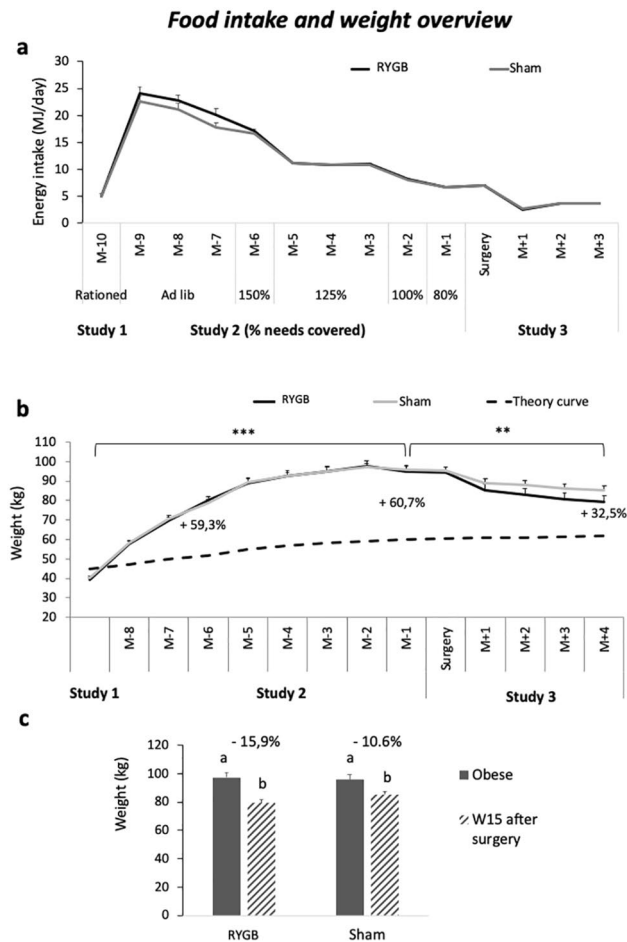 Food intake and weight overview
a
RYGB Sham
Energy intake (MJ/day)
30
25
20
15
10
5
0
M-10 M-9 M-8 M-7 M-6 M-5 M-4 M-3 M-2 M-1 Surgery M+1 M+2 M+3
Rationed Ad lib 150% 125% 100% 80%
Study 1 Study 2 (% needs covered) Study 3
b
RYGB Sham Theory curve
Weight (kg)
110
100
90
80
70
60
50
40
30
20
*** **
+ 59,3%
+ 60,7%
+ 32,5%
M-8 M-7 M-6 M-5 M-4 M-3 M-2 M-1 Surgery M+1 M+2 M+3 M+4
Study 1 Study 2 Study 3
c
Weight (kg)
120
100
80
60
40
20
0
- 15,9% - 10.6%
a b a b
RYGB Sham
Obese
W15 after
surgery